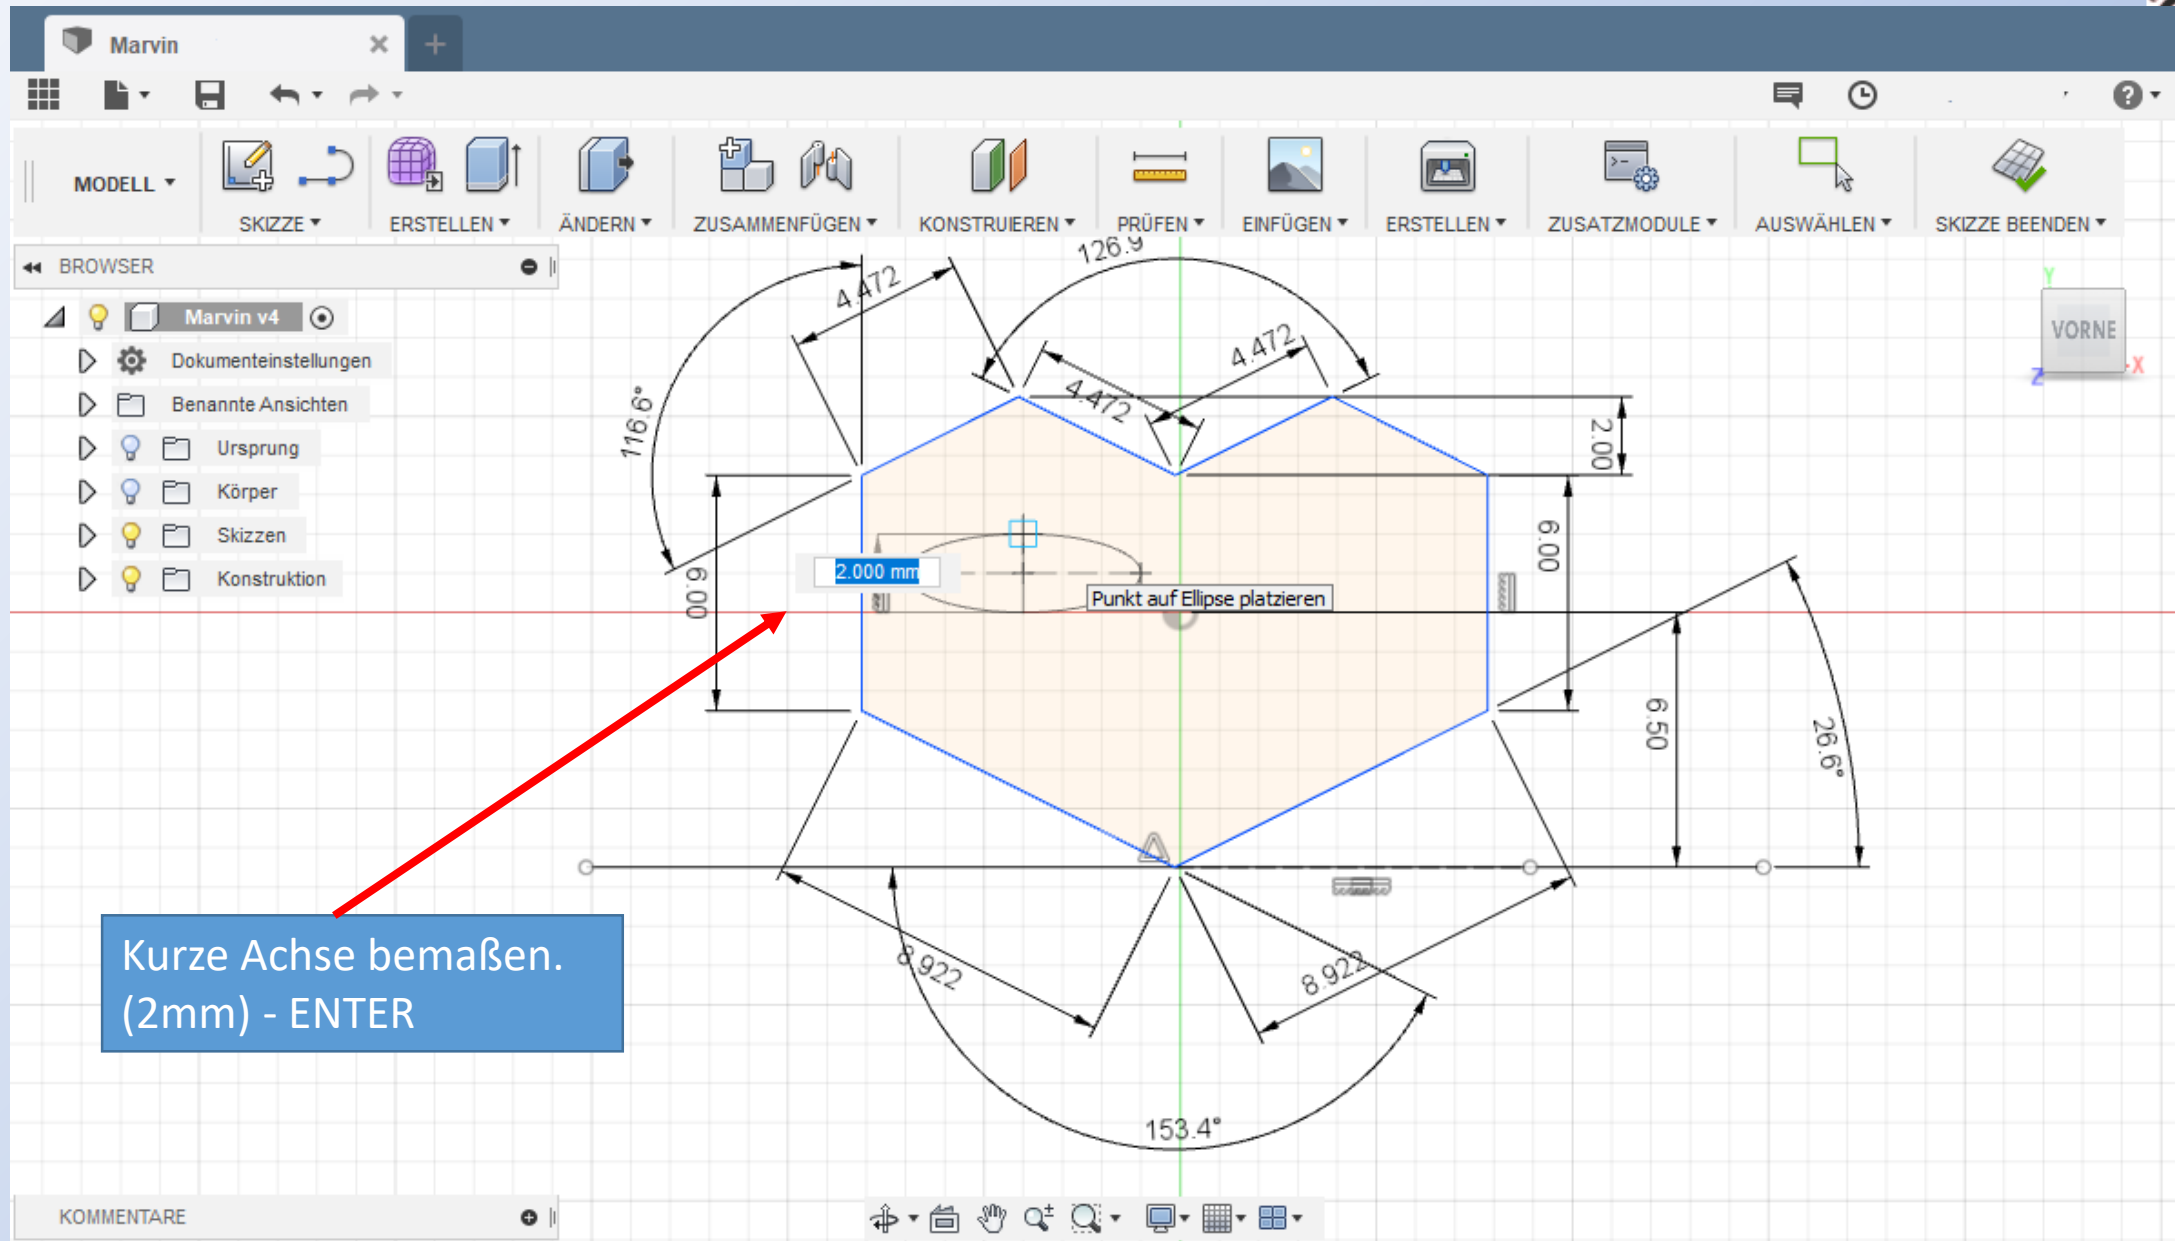 Marvin
MODELL
SKIZZE
ERSTELLEN
ÄNDERN
ZUSAMMENFÜGEN
KONSTRUIEREN
PRÜFEN
EINFÜGEN
ERSTELLEN
ZUSATZMODULE
AUSWÄHLEN
SKIZZE BEENDEN
BROWSER
Marvin v4
Dokumenteinstellungen
Benannte Ansichten
Ursprung
Körper
Skizzen
Konstruktion
126.9
4.472
4.472
4.472
116.6°
2.00
6.00
6.00
2.000 mm
Punkt auf Ellipse platzieren
6.50
26.6°
8.922
8.922
153.4°
Y
VORNE
X
Z
Kurze Achse bemaßen.
(2mm) - ENTER
KOMMENTARE